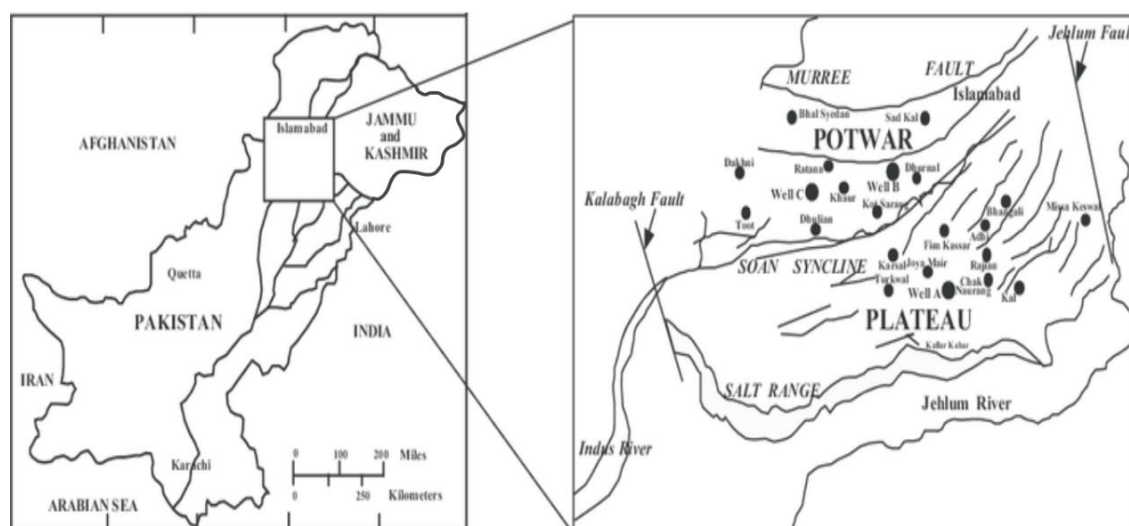 Islamabad
JAMMU
and
KASHMIR
AFGHANISTAN
Lahore
Quetta
PAKISTAN
INDIA
IRAN
Karachi
ARABIAN SEA
0 100 200 Miles
0 250
Kilometers
Jehlum Fault
MURREE FAULT
Islamabad
Bhal Syedan
Sad Kal
POTWAR
Dakhni
Ratana
Dhurnal
Well B
Well C
Khaur
Kot Sarang
Kalabagh Fault
Toot
Dhulian
Bhangali
Missa Keswal
Fim Kassar
Adhi
SOAN SYNCLINE
Karsal
Joya Mair
Rajian
Turkwal
Well A
Chak
Naurang
Kal
PLATEAU
Kallar Kahar
SALT RANGE
Jehlum River
Indus River